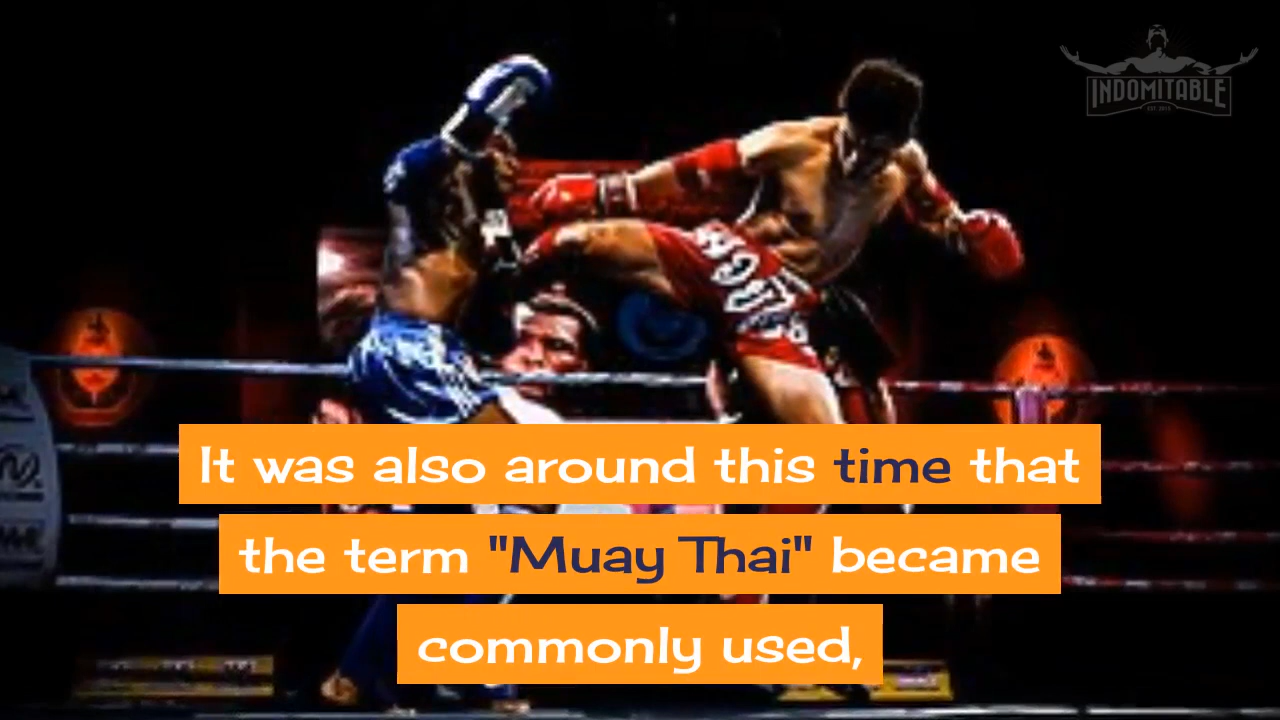 INDOMITABLE
It was also around this time that
the term "Muay Thai" became
commonly used,